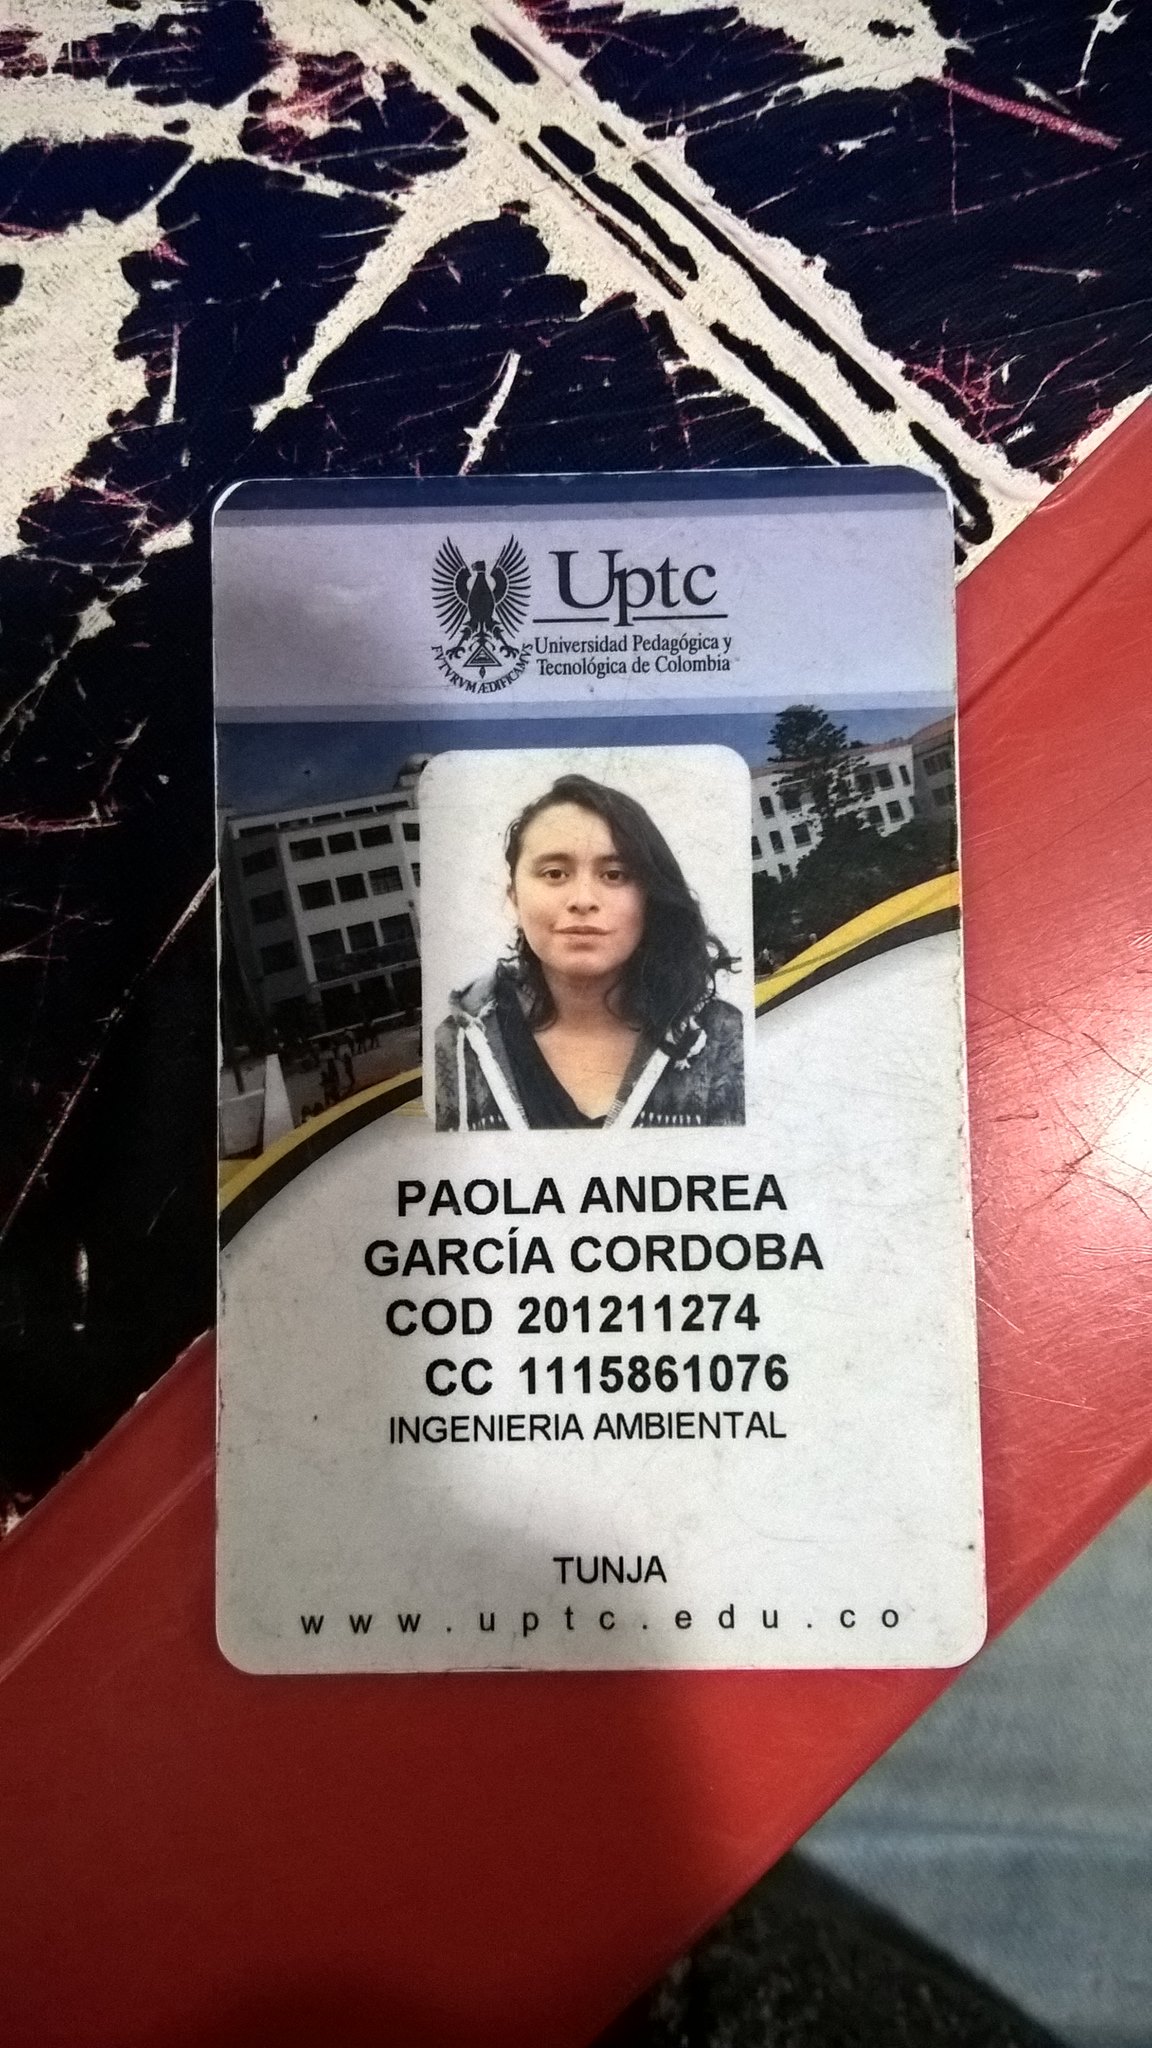 Uptc
Universidad Pedagógica y
Tecnológica de Colombia
FVTVRVM ÆDIFICAMVS
PAOLA ANDREA
GARCÍA CORDOBA
COD 201211274
CC 1115861076
INGENIERIA AMBIENTAL
TUNJA
www.uptc.edu.co